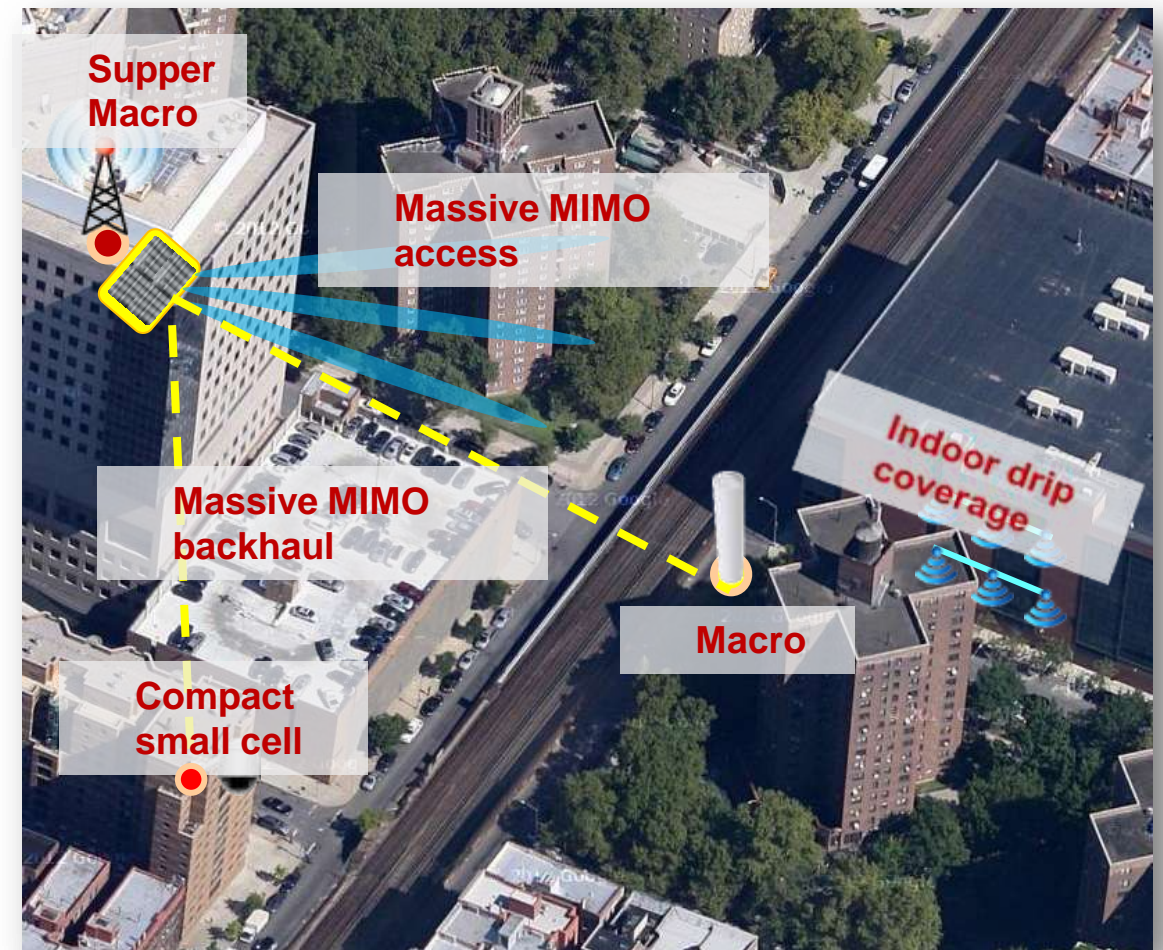 Supper
Macro
Massive MIMO
access
Indoor drip
coverage
Massive MIMO
backhaul
Macro
Compact
small cell